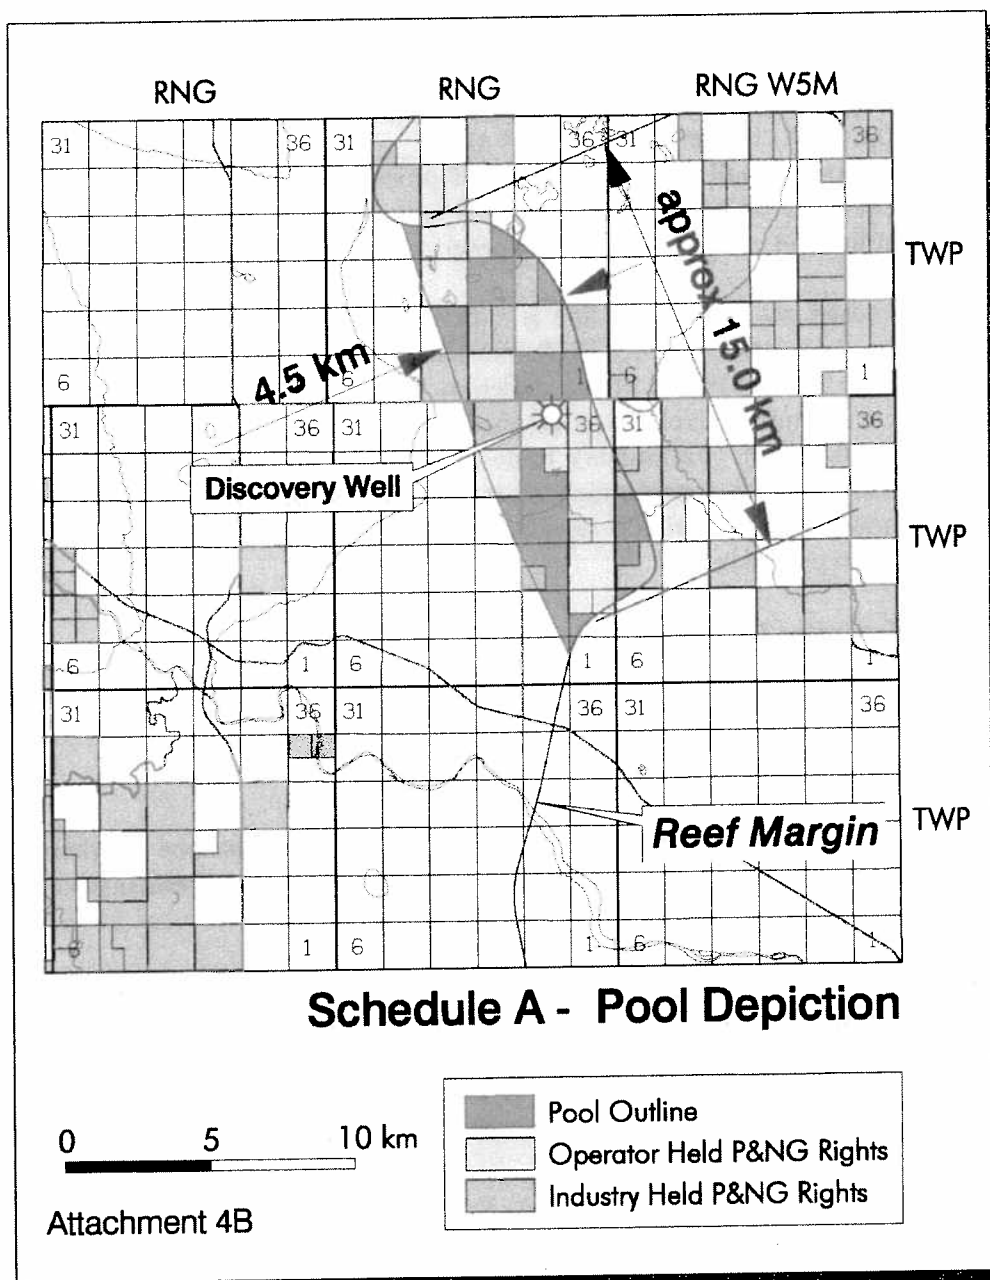 RNG RNG RNG W5M
31 36 31 36 31 36
TWP
approx 15.0 km
4.5 km
6 6 1 6 1
31 36 31 36 31 36
Discovery Well
TWP
6 1 6 1 6 1
31 36 31 36 31 36
TWP
Reef Margin
6 1 6 1 6 1
Schedule A - Pool Depiction
Pool Outline
Operator Held P&NG Rights
Industry Held P&NG Rights
0 5 10 km
Attachment 4B